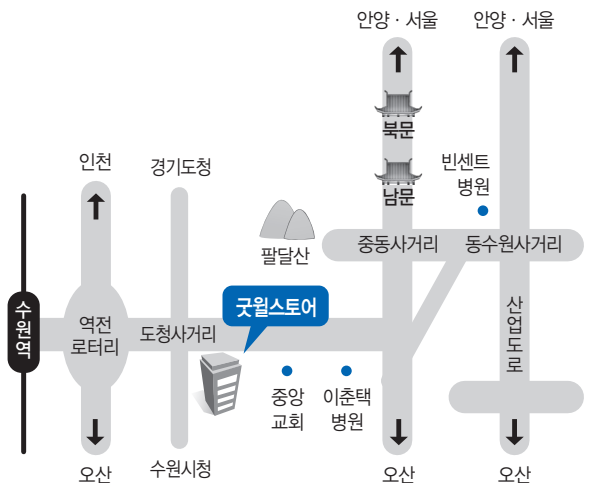 안양 · 서울
안양 · 서울
북문
인천
경기도청
남문
빈센트
병원
팔달산
중동사거리
동수원사거리
굿윌스토어
수원역
역전
로터리
도청사거리
산업도로
중앙
교회
이춘택
병원
오산
수원시청
오산
오산